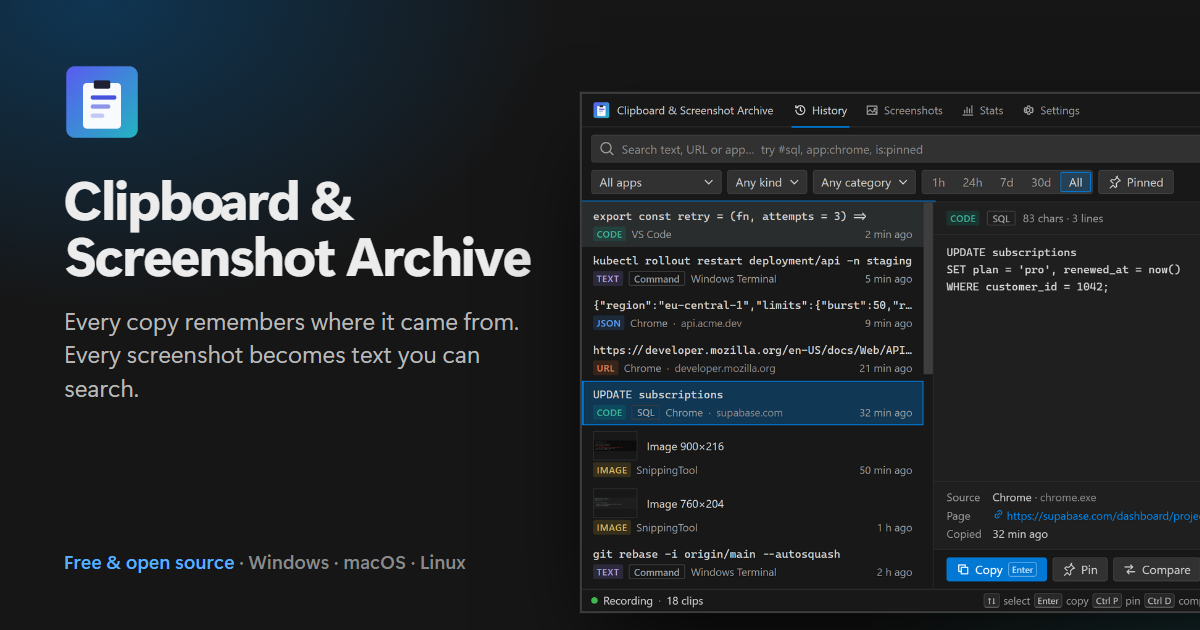 Clipboard &
Screenshot Archive
Every copy remembers where it came from.
Every screenshot becomes text you can
search.
Free & open source · Windows · macOS · Linux
Clipboard & Screenshot Archive History Screenshots Stats Settings
Search text, URL or app... try #sql, app:chrome, is:pinned
All apps Any kind Any category 1h 24h 7d 30d All Pinned
export const retry = (fn, attempts = 3) =>
CODE VS Code 2 min ago
kubectl rollout restart deployment/api -n staging
TEXT Command Windows Terminal 5 min ago
{"region":"eu-central-1","limits":{"burst":50,"r…
JSON Chrome · api.acme.dev 9 min ago
https://developer.mozilla.org/en-US/docs/Web/API…
URL Chrome · developer.mozilla.org 21 min ago
UPDATE subscriptions
CODE SQL Chrome · supabase.com 32 min ago
Image 900×216
IMAGE SnippingTool 50 min ago
Image 760×204
IMAGE SnippingTool 1 h ago
git rebase -i origin/main --autosquash
TEXT Command Windows Terminal 2 h ago
CODE SQL 83 chars · 3 lines
UPDATE subscriptions
SET plan = 'pro', renewed_at = now()
WHERE customer_id = 1042;
Source Chrome · chrome.exe
Page https://supabase.com/dashboard/proje
Copied 32 min ago
Copy Enter Pin Compare
Recording · 18 clips
↑↓ select Enter copy Ctrl P pin Ctrl D com